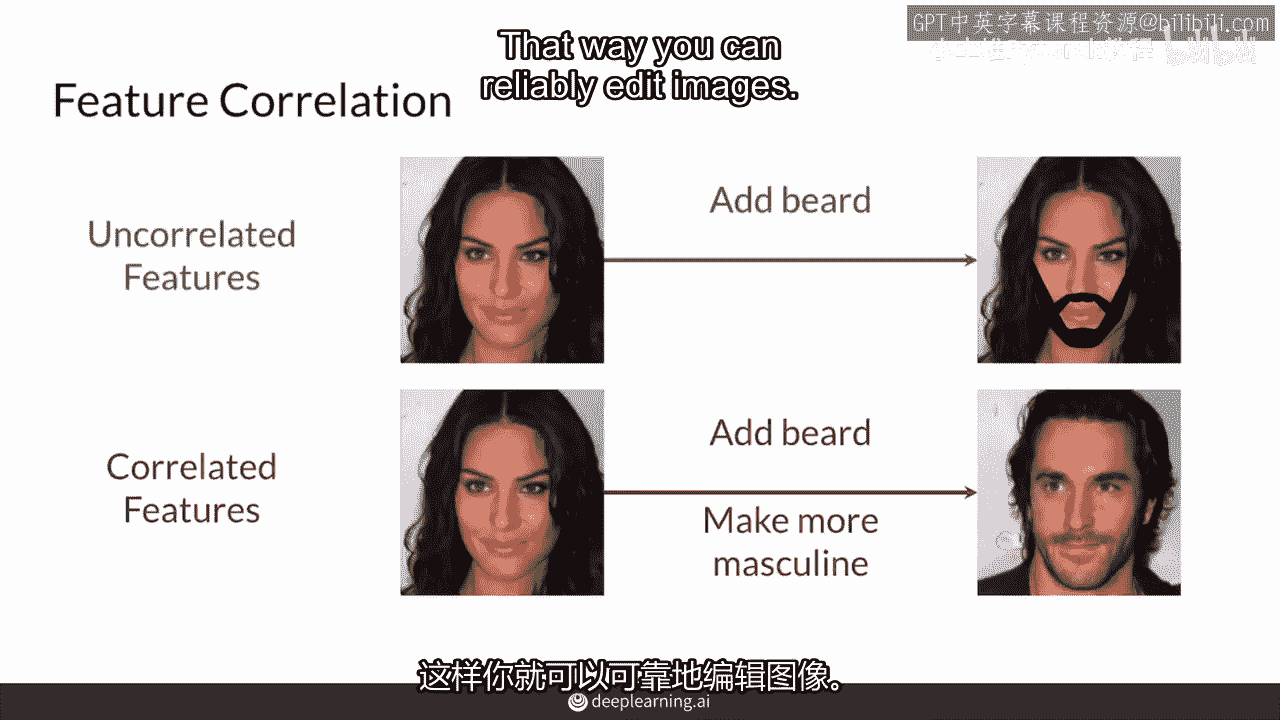 GPT中英字幕课程资源@bilibili.com
That way you can
reliably edit images.
Feature Correlation
Uncorrelated
Features
Add beard
Correlated
Features
Add beard
Make more
masculine
这样你就可以可靠地编辑图像。
deeplearning.ai